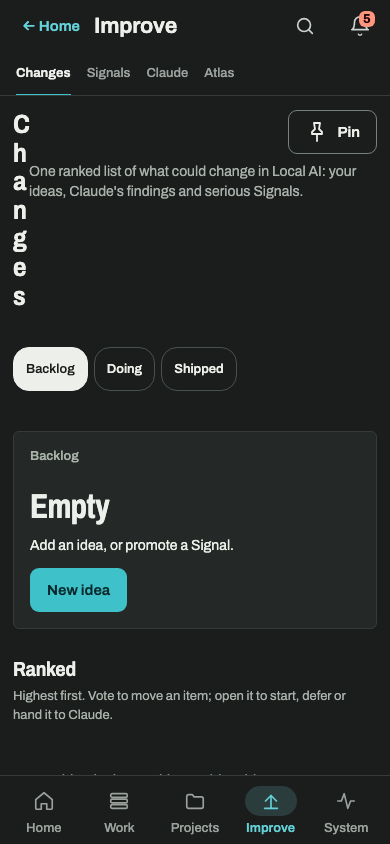 ← Home Improve 5
Changes Signals Claude Atlas
Changes
Pin
One ranked list of what could change in Local AI: your
ideas, Claude's findings and serious Signals.
Backlog Doing Shipped
Backlog
Empty
Add an idea, or promote a Signal.
New idea
Ranked
Highest first. Vote to move an item; open it to start, defer or
hand it to Claude.
Home Work Projects Improve System